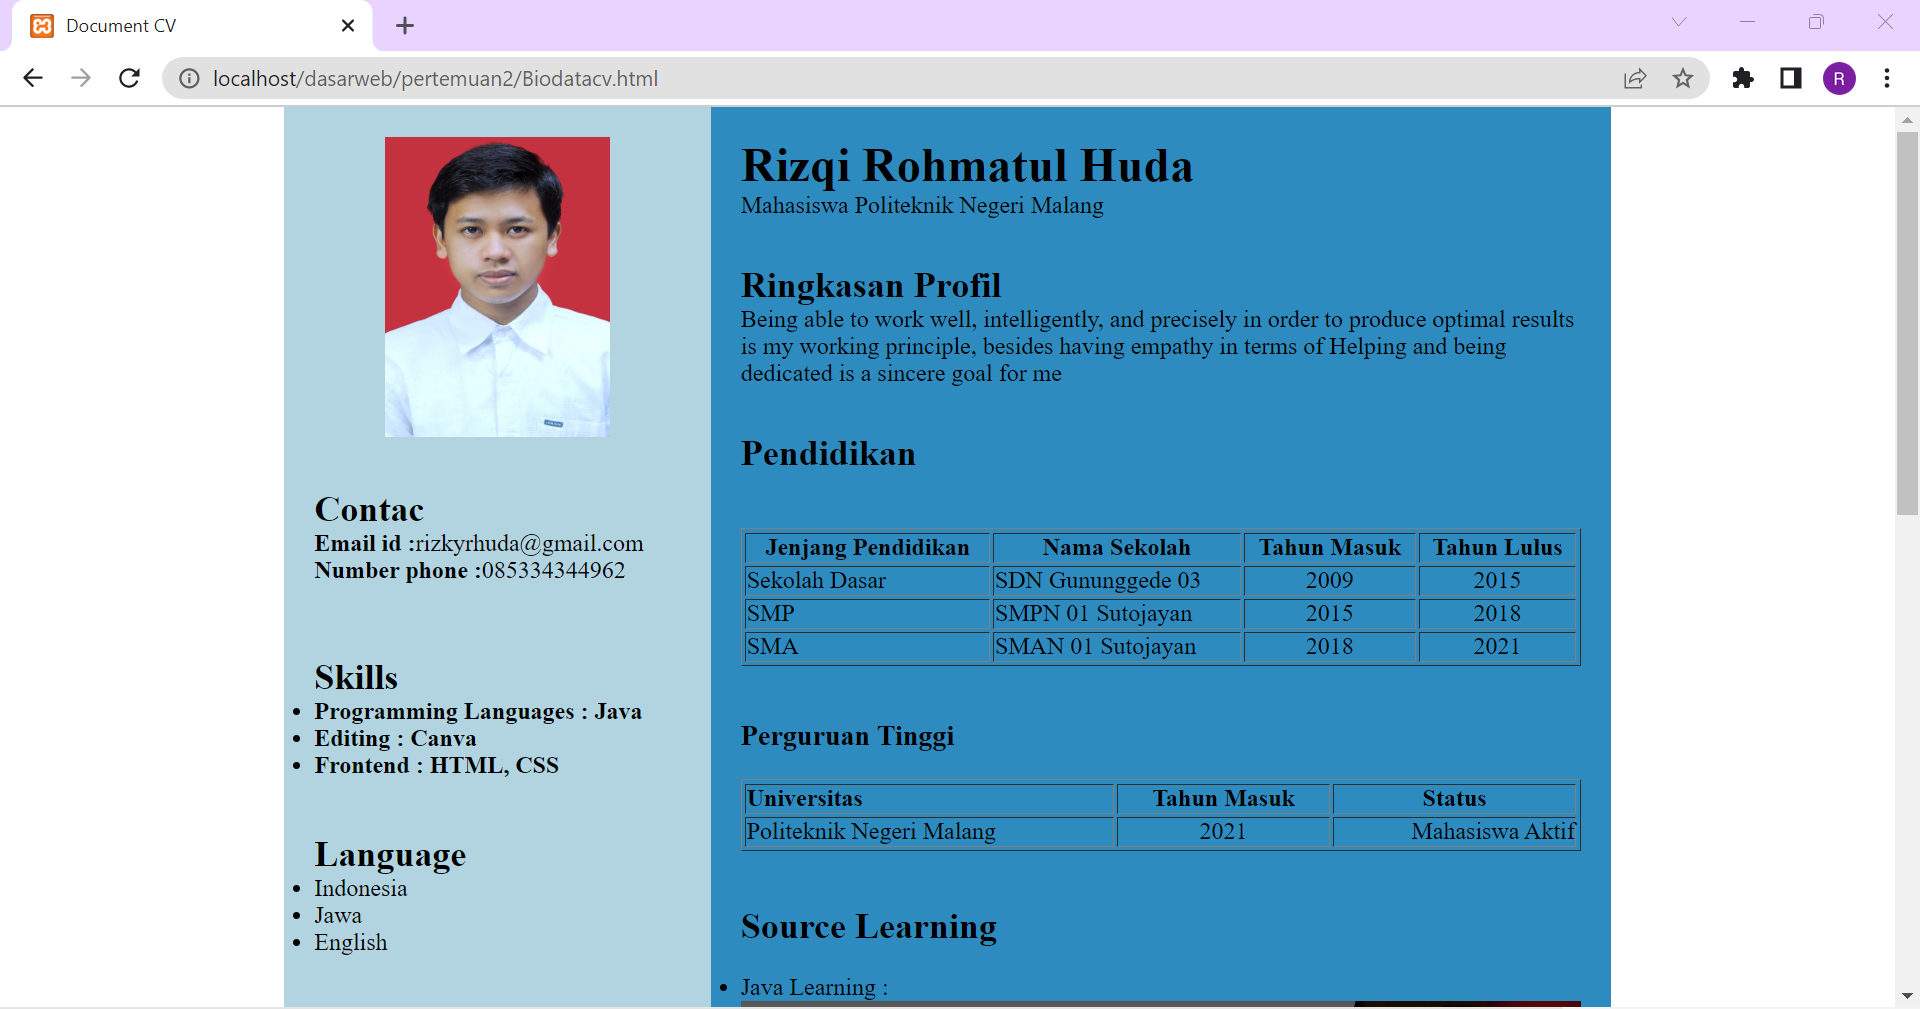 Document CV
localhost/dasarweb/pertemuan2/Biodatacv.html
R
Contac
Email id :rizkyrhuda@gmail.com
Number phone :085334344962
Skills
Programming Languages : Java
Editing : Canva
Frontend : HTML, CSS
Language
Indonesia
Jawa
English
Rizqi Rohmatul Huda
Mahasiswa Politeknik Negeri Malang
Ringkasan Profil
Being able to work well, intelligently, and precisely in order to produce optimal results
is my working principle, besides having empathy in terms of Helping and being
dedicated is a sincere goal for me
Pendidikan
Jenjang Pendidikan Nama Sekolah Tahun Masuk Tahun Lulus
Sekolah Dasar SDN Gununggede 03 2009 2015
SMP SMPN 01 Sutojayan 2015 2018
SMA SMAN 01 Sutojayan 2018 2021
Perguruan Tinggi
Universitas Tahun Masuk Status
Politeknik Negeri Malang 2021 Mahasiswa Aktif
Source Learning
Java Learning :